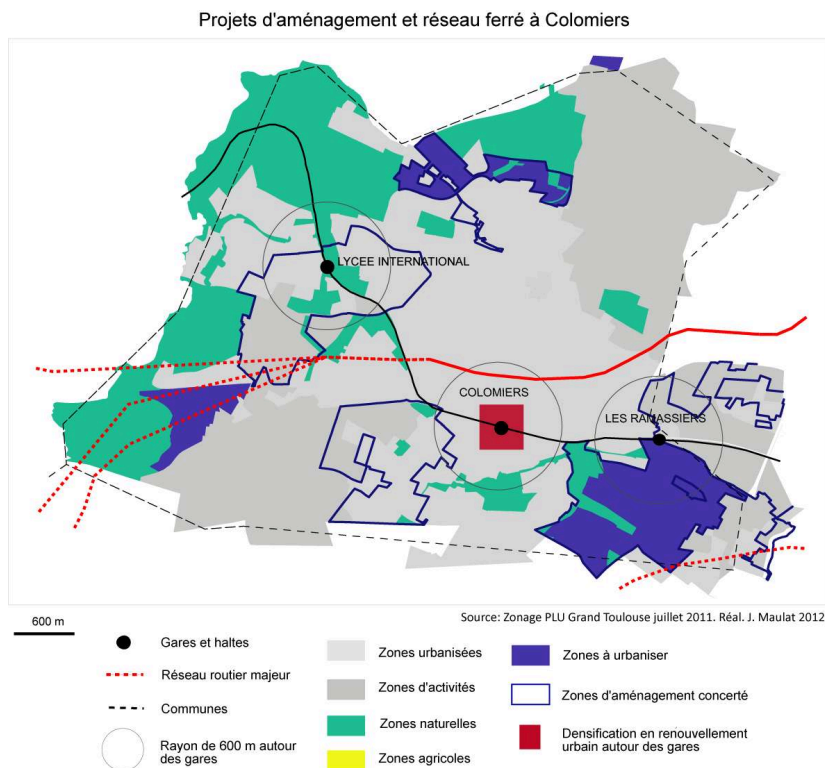 Projets d'aménagement et réseau ferré à Colomiers
LYCEE INTERNATIONAL
COLOMIERS
LES RAMASSIERS
Source: Zonage PLU Grand Toulouse juillet 2011. Réal. J. Maulat 2012
600 m
Gares et haltes
Réseau routier majeur
Communes
Rayon de 600 m autour
des gares
Zones urbanisées
Zones d'activités
Zones naturelles
Zones agricoles
Zones à urbaniser
Zones d'aménagement concerté
Densification en renouvellement
urbain autour des gares